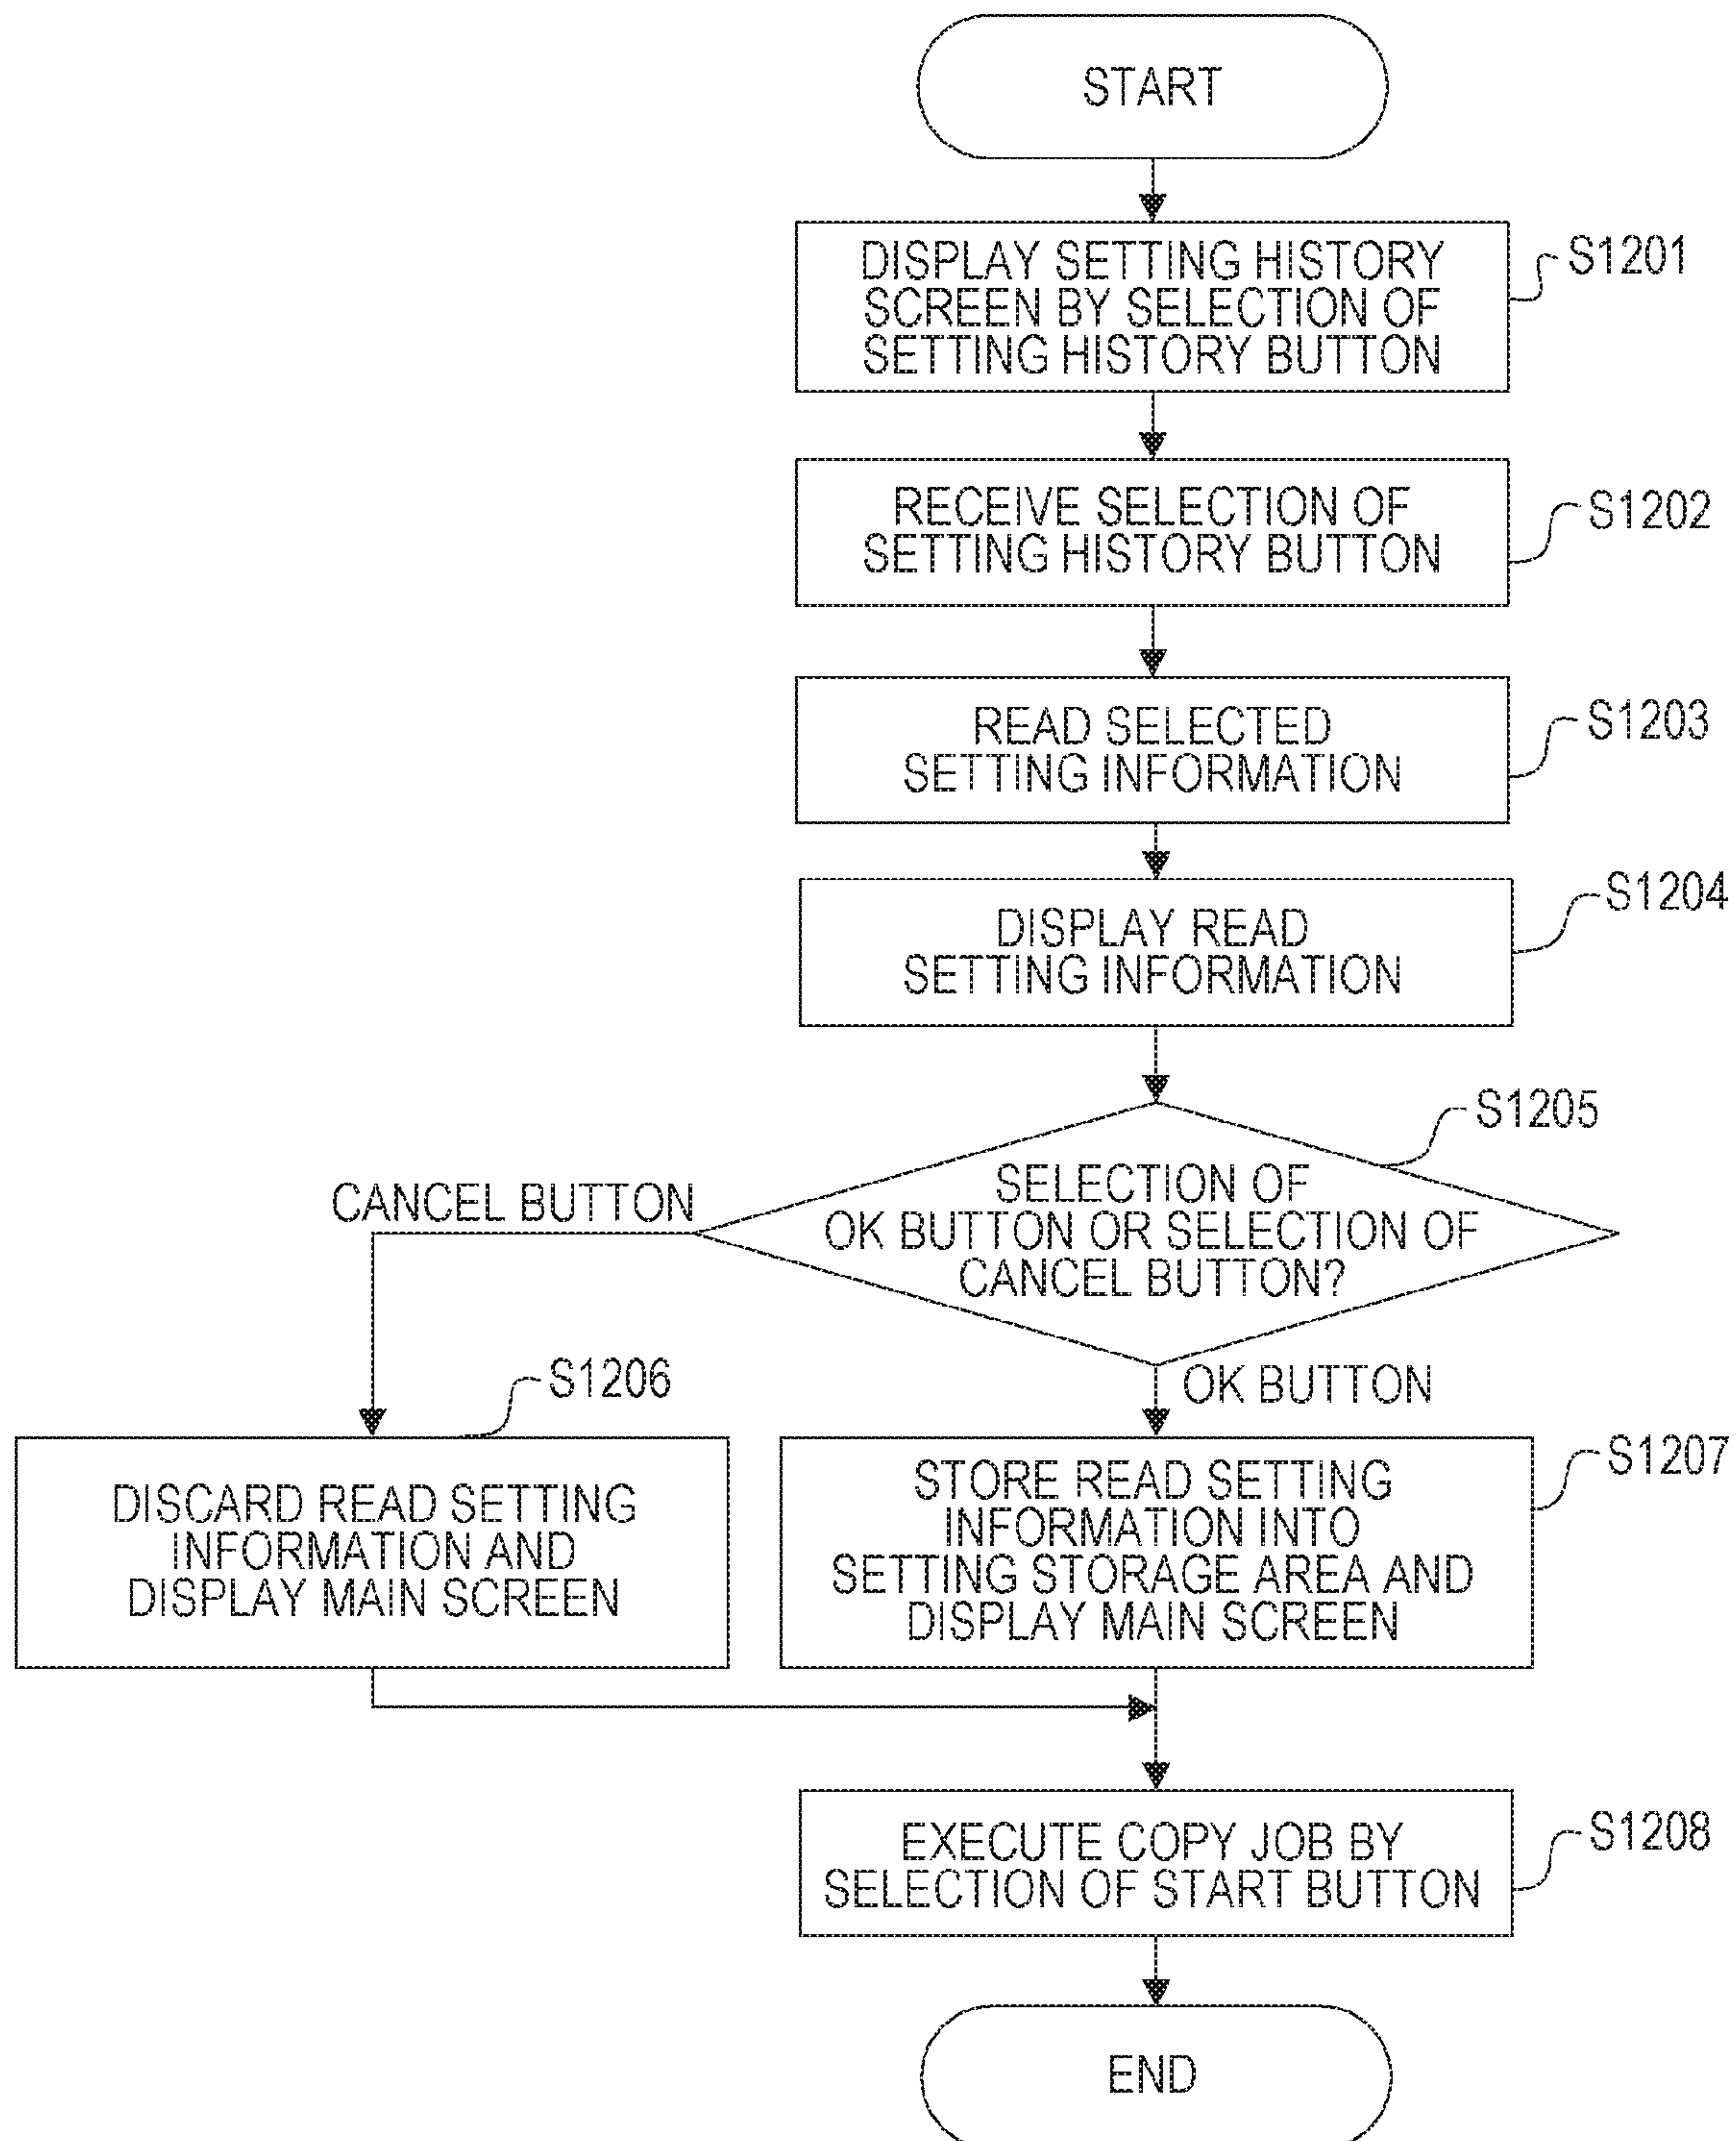 START
DISPLAY SETTING HISTORY
SCREEN BY SELECTION OF
SETTING HISTORY BUTTON
S1201
RECEIVE SELECTION OF
SETTING HISTORY BUTTON
S1202
READ SELECTED
SETTING INFORMATION
S1203
DISPLAY READ
SETTING INFORMATION
S1204
SELECTION OF
OK BUTTON OR SELECTION OF
CANCEL BUTTON?
S1205
CANCEL BUTTON
OK BUTTON
DISCARD READ SETTING
INFORMATION AND
DISPLAY MAIN SCREEN
S1206
STORE READ SETTING
INFORMATION INTO
SETTING STORAGE AREA AND
DISPLAY MAIN SCREEN
S1207
EXECUTE COPY JOB BY
SELECTION OF START BUTTON
S1208
END